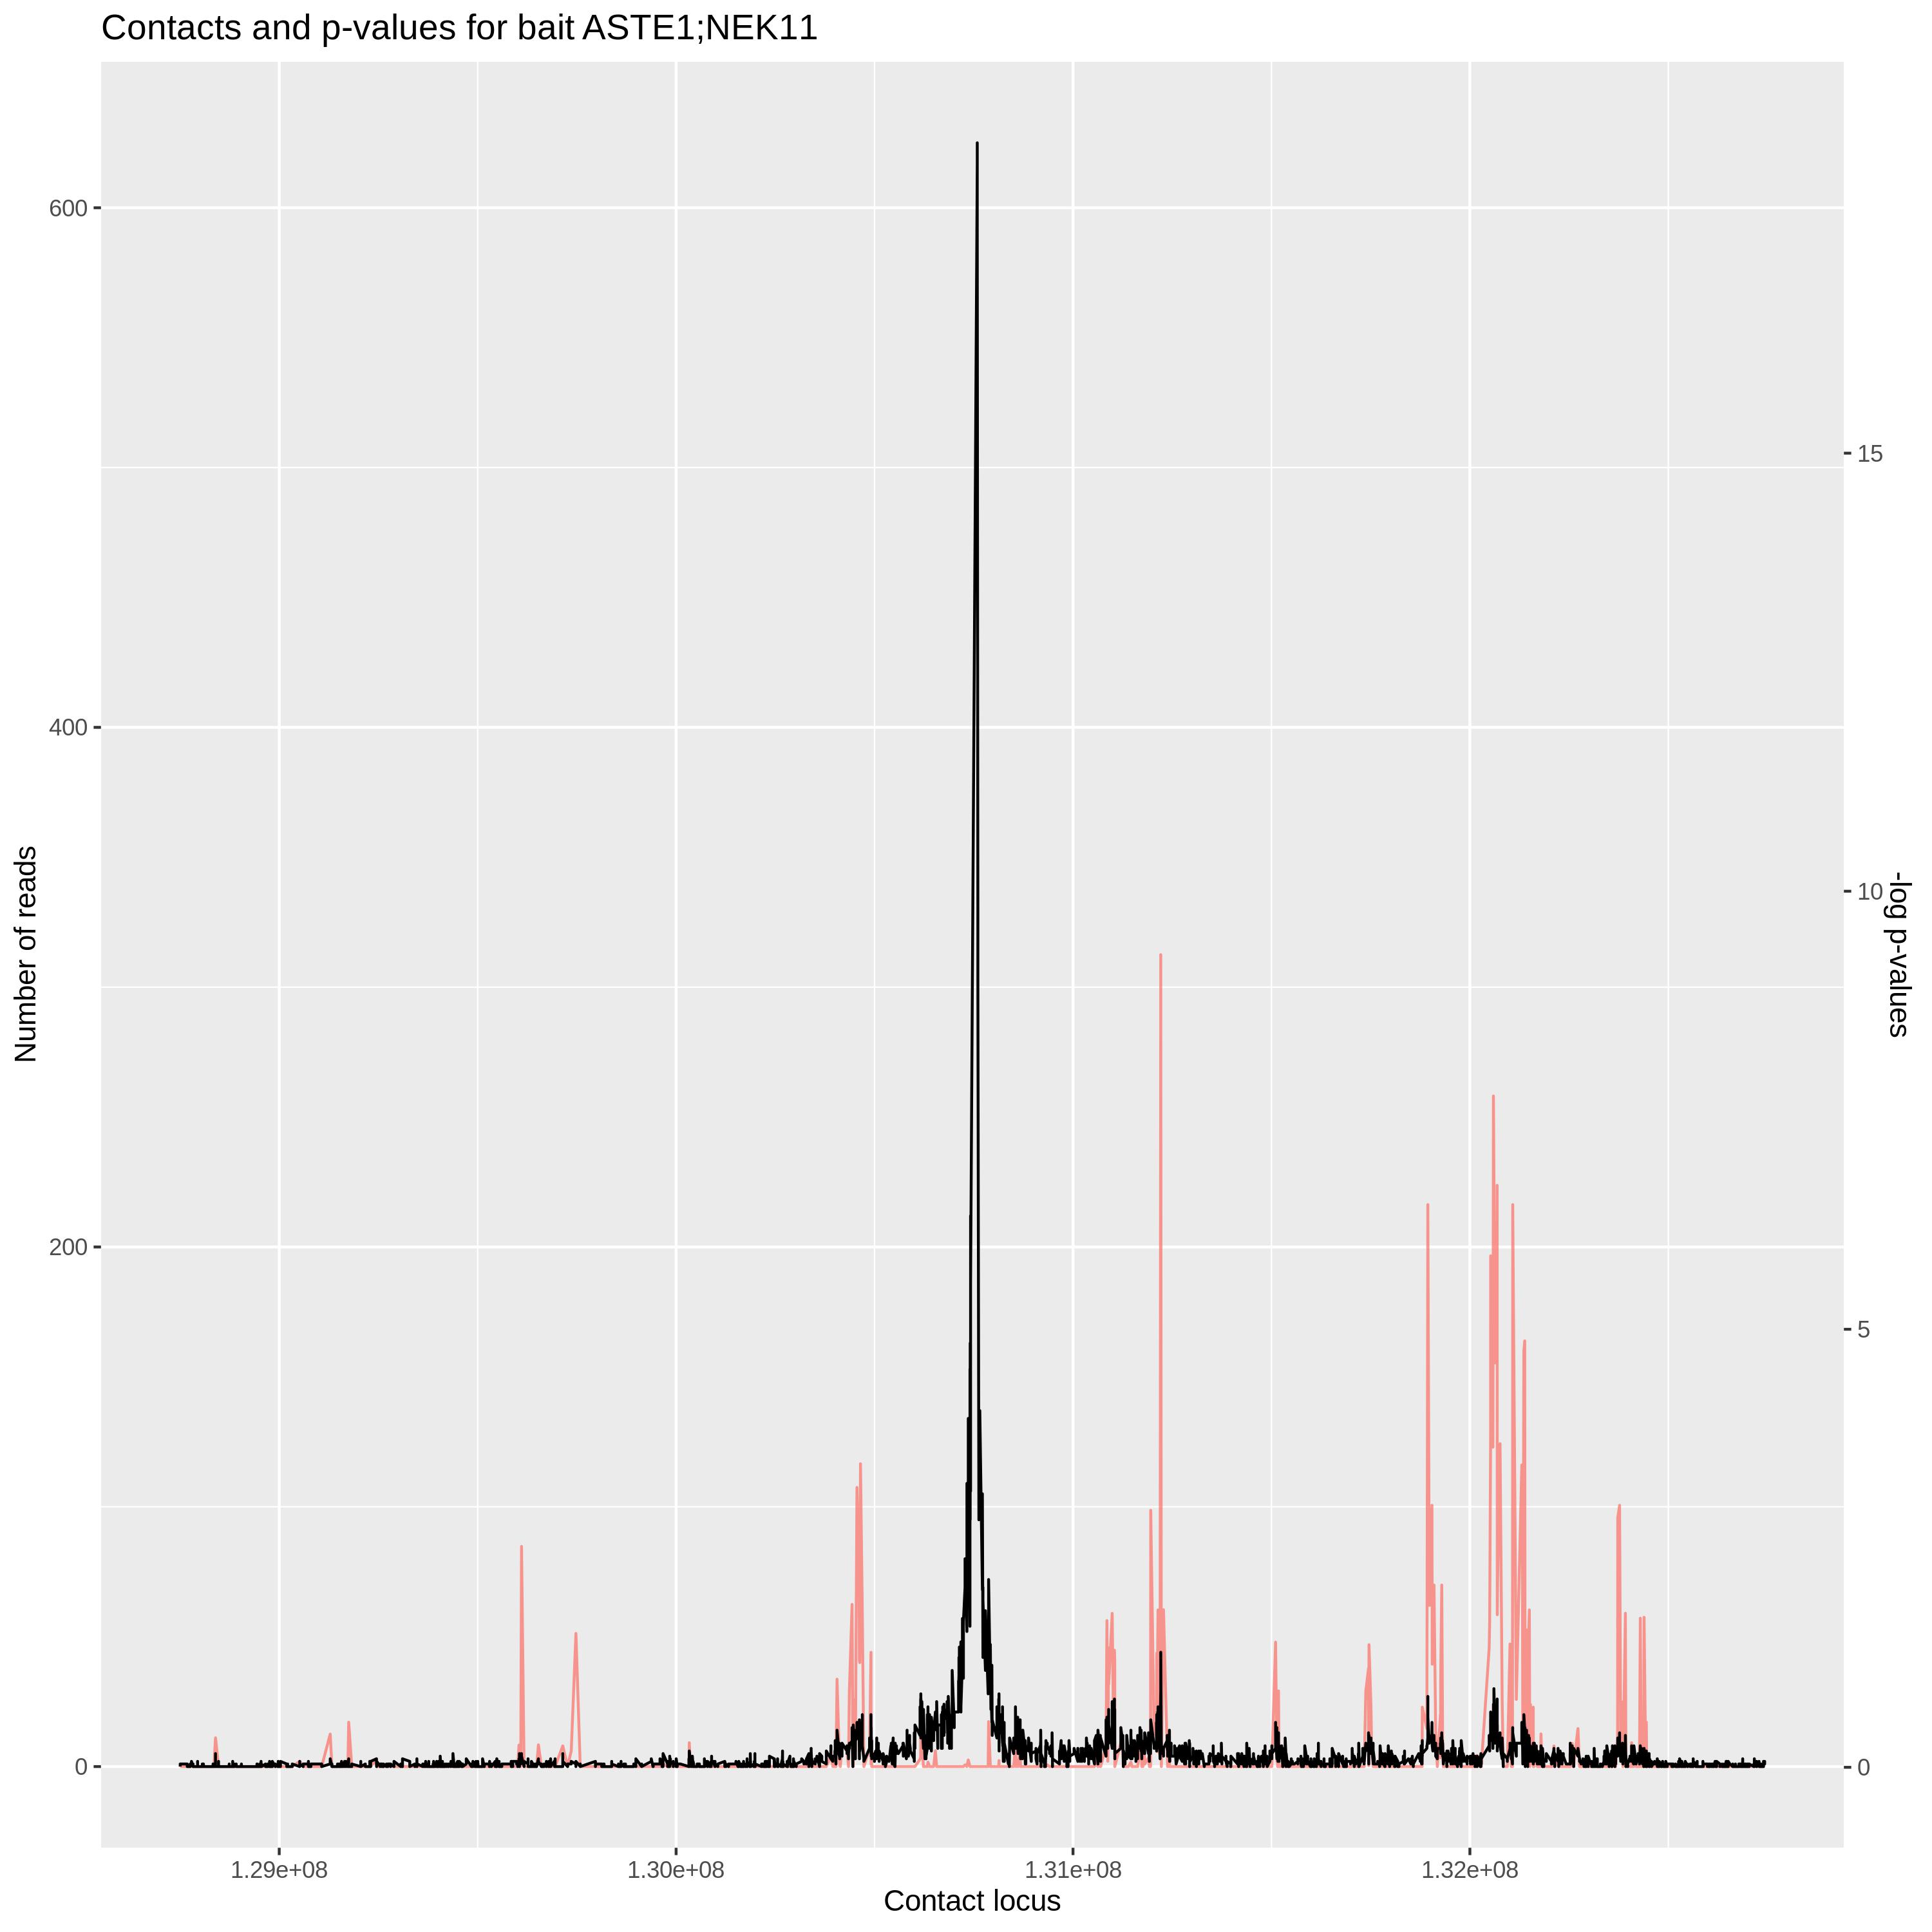 Contacts and p-values for bait ASTE1;NEK11
600
400
200
0
Number of reads
15
10
5
0
-log p-values
1.29e+08
1.30e+08
1.31e+08
1.32e+08
Contact locus